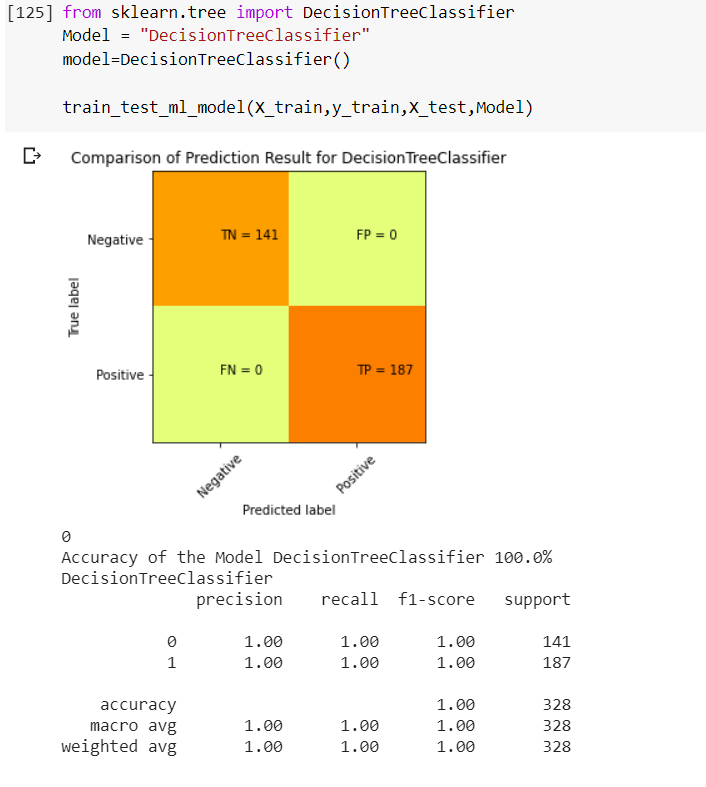 [125] from sklearn.tree import DecisionTreeClassifier
Model = "DecisionTreeClassifier"
model=DecisionTreeClassifier()
train_test_ml_model(X_train,y_train,X_test,Model)
Comparison of Prediction Result for DecisionTreeClassifier
TN = 141 FP = 0
Negative
True label
FN = 0 TP = 187
Positive
Negative Positive
Predicted label
0
Accuracy of the Model DecisionTreeClassifier 100.0%
DecisionTreeClassifier
precision recall f1-score support
0 1.00 1.00 1.00 141
1 1.00 1.00 1.00 187
accuracy 1.00 328
macro avg 1.00 1.00 1.00 328
weighted avg 1.00 1.00 1.00 328